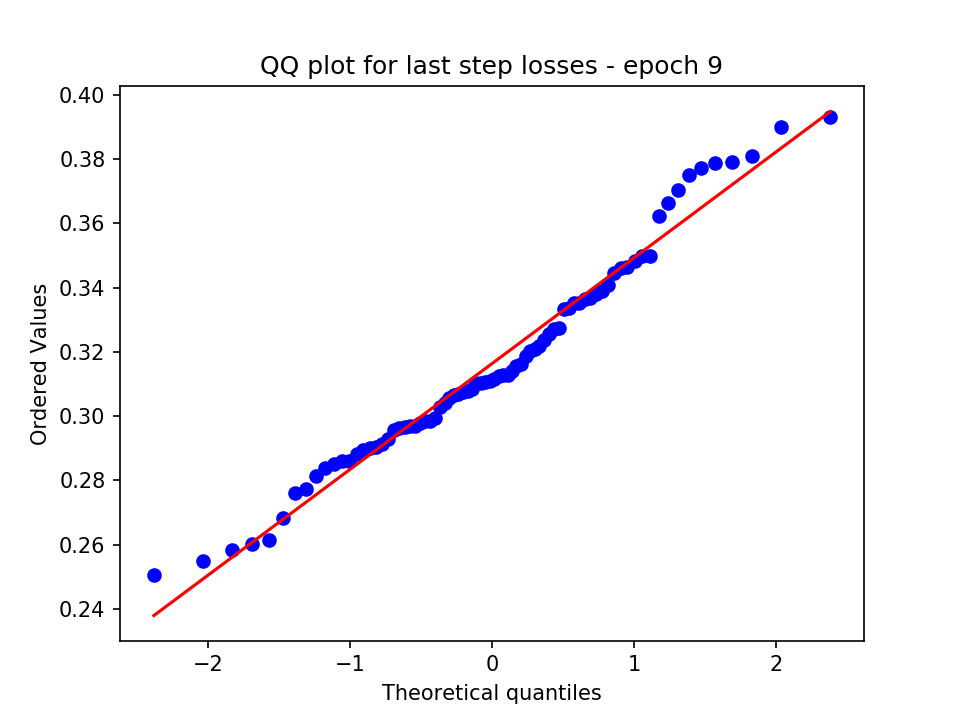 QQ plot for last step losses - epoch 9
Ordered Values
0.40
0.38
0.36
0.34
0.32
0.30
0.28
0.26
0.24
−2 −1 0 1 2
Theoretical quantiles